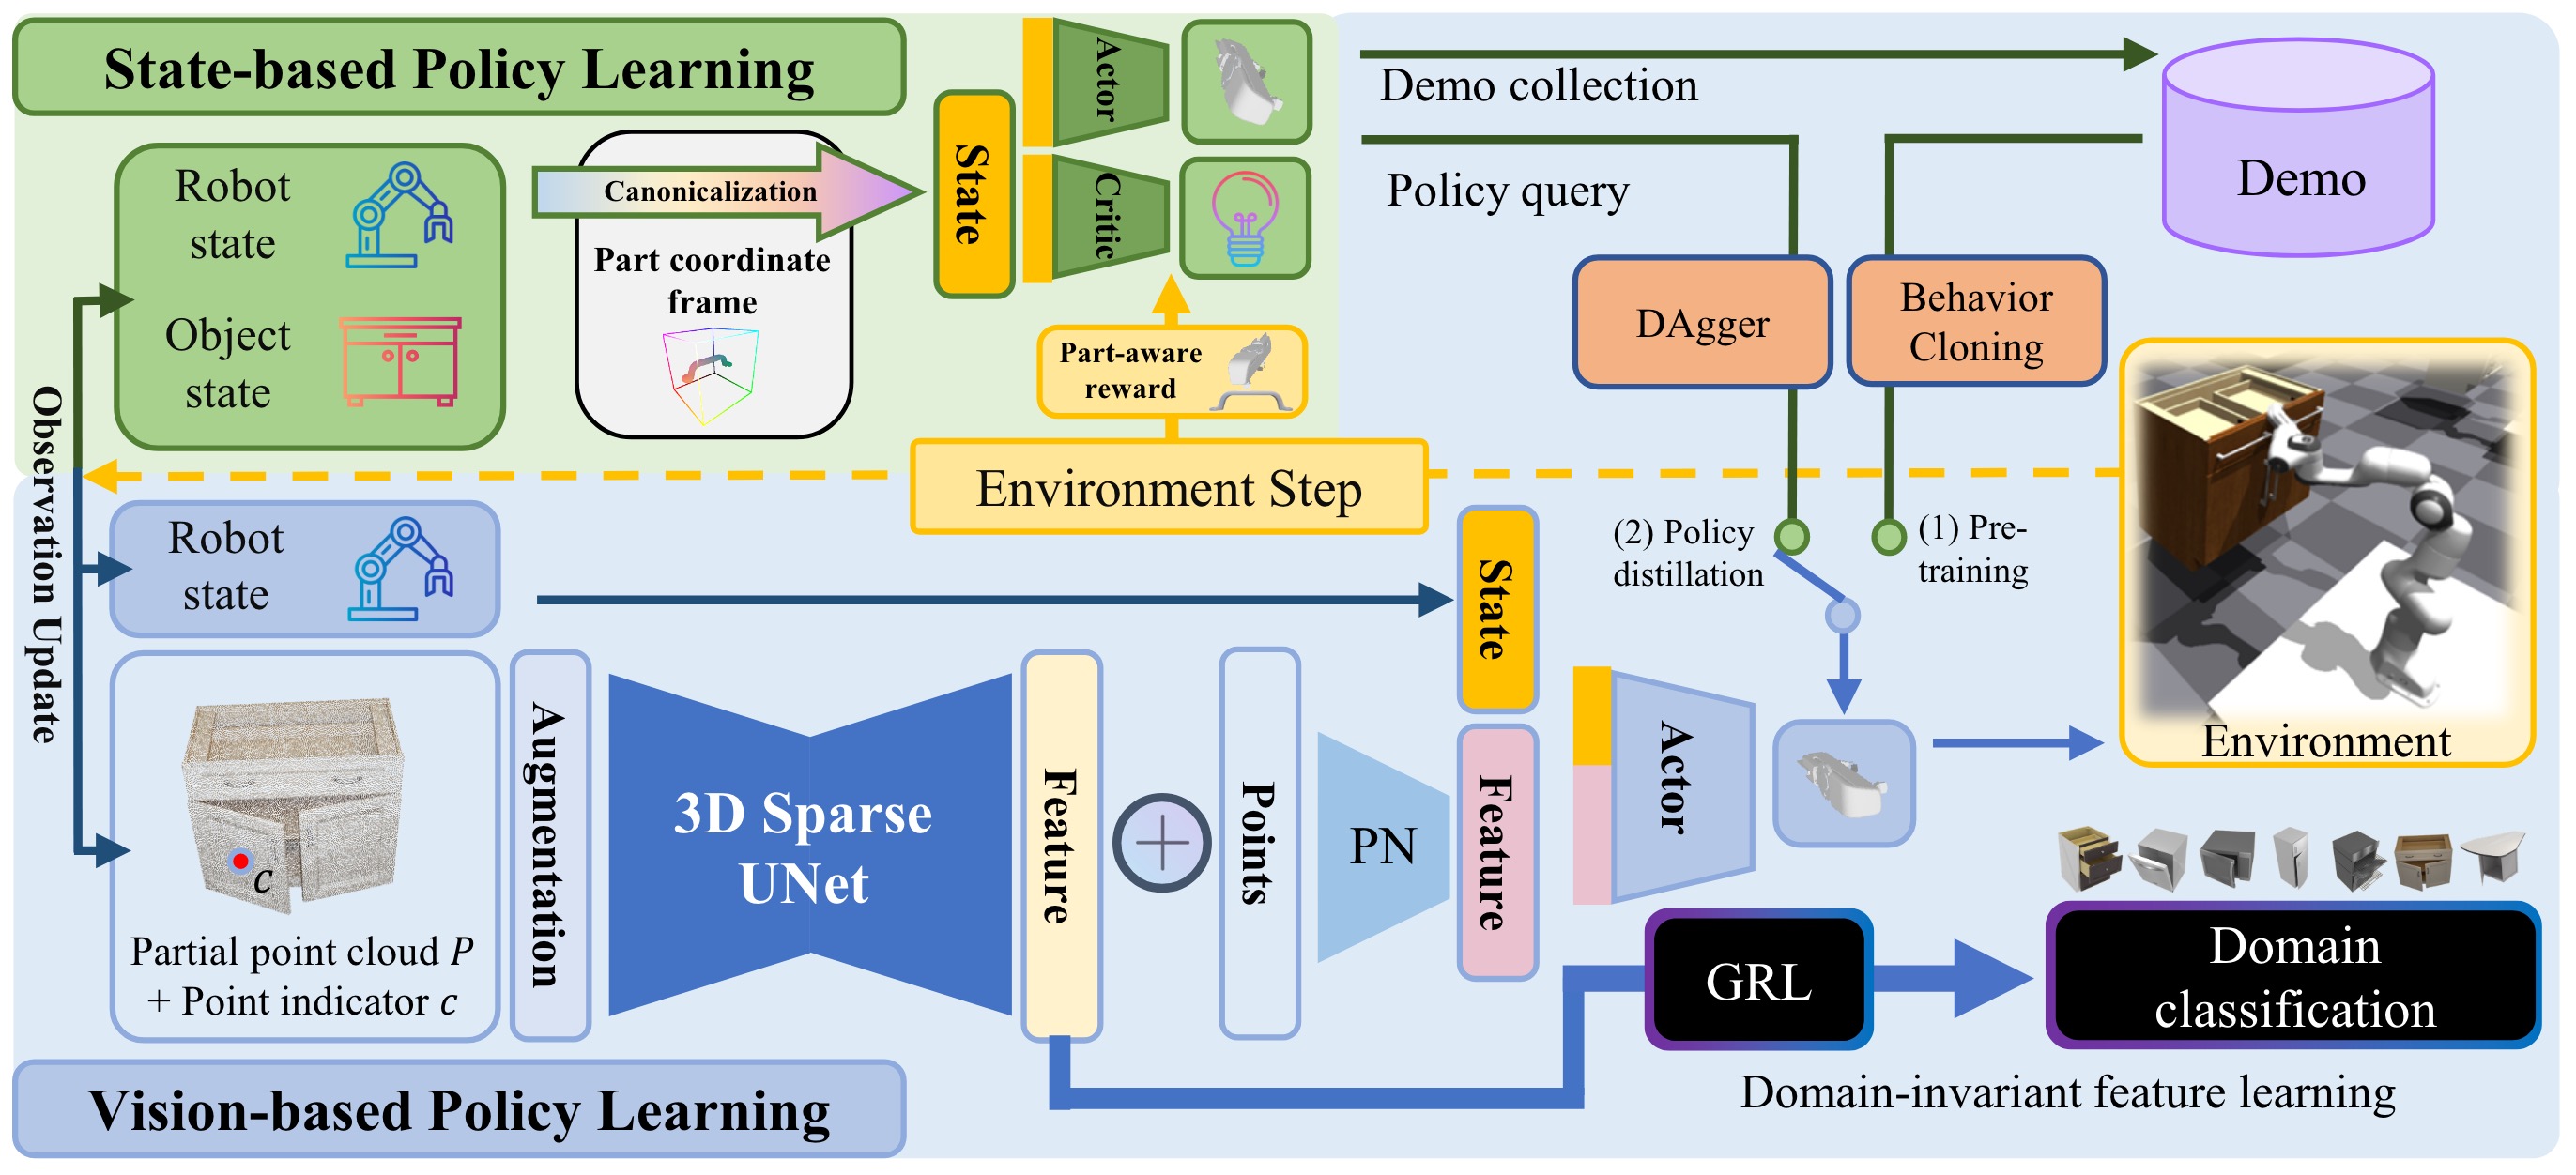 State-based Policy Learning
Robot
state
Object
state
Canonicalization
Part coordinate
frame
State
Actor
Critic
Part-aware
reward
Demo collection
Policy query
Demo
DAgger
Behavior
Cloning
Observation Update
Environment Step
(2) Policy
distillation
(1) Pre-
training
Environment
Robot
state
c
Partial point cloud P
+ Point indicator c
Augmentation
3D Sparse
UNet
Feature
Points
PN
State
Feature
Actor
GRL
Domain
classification
Domain-invariant feature learning
Vision-based Policy Learning